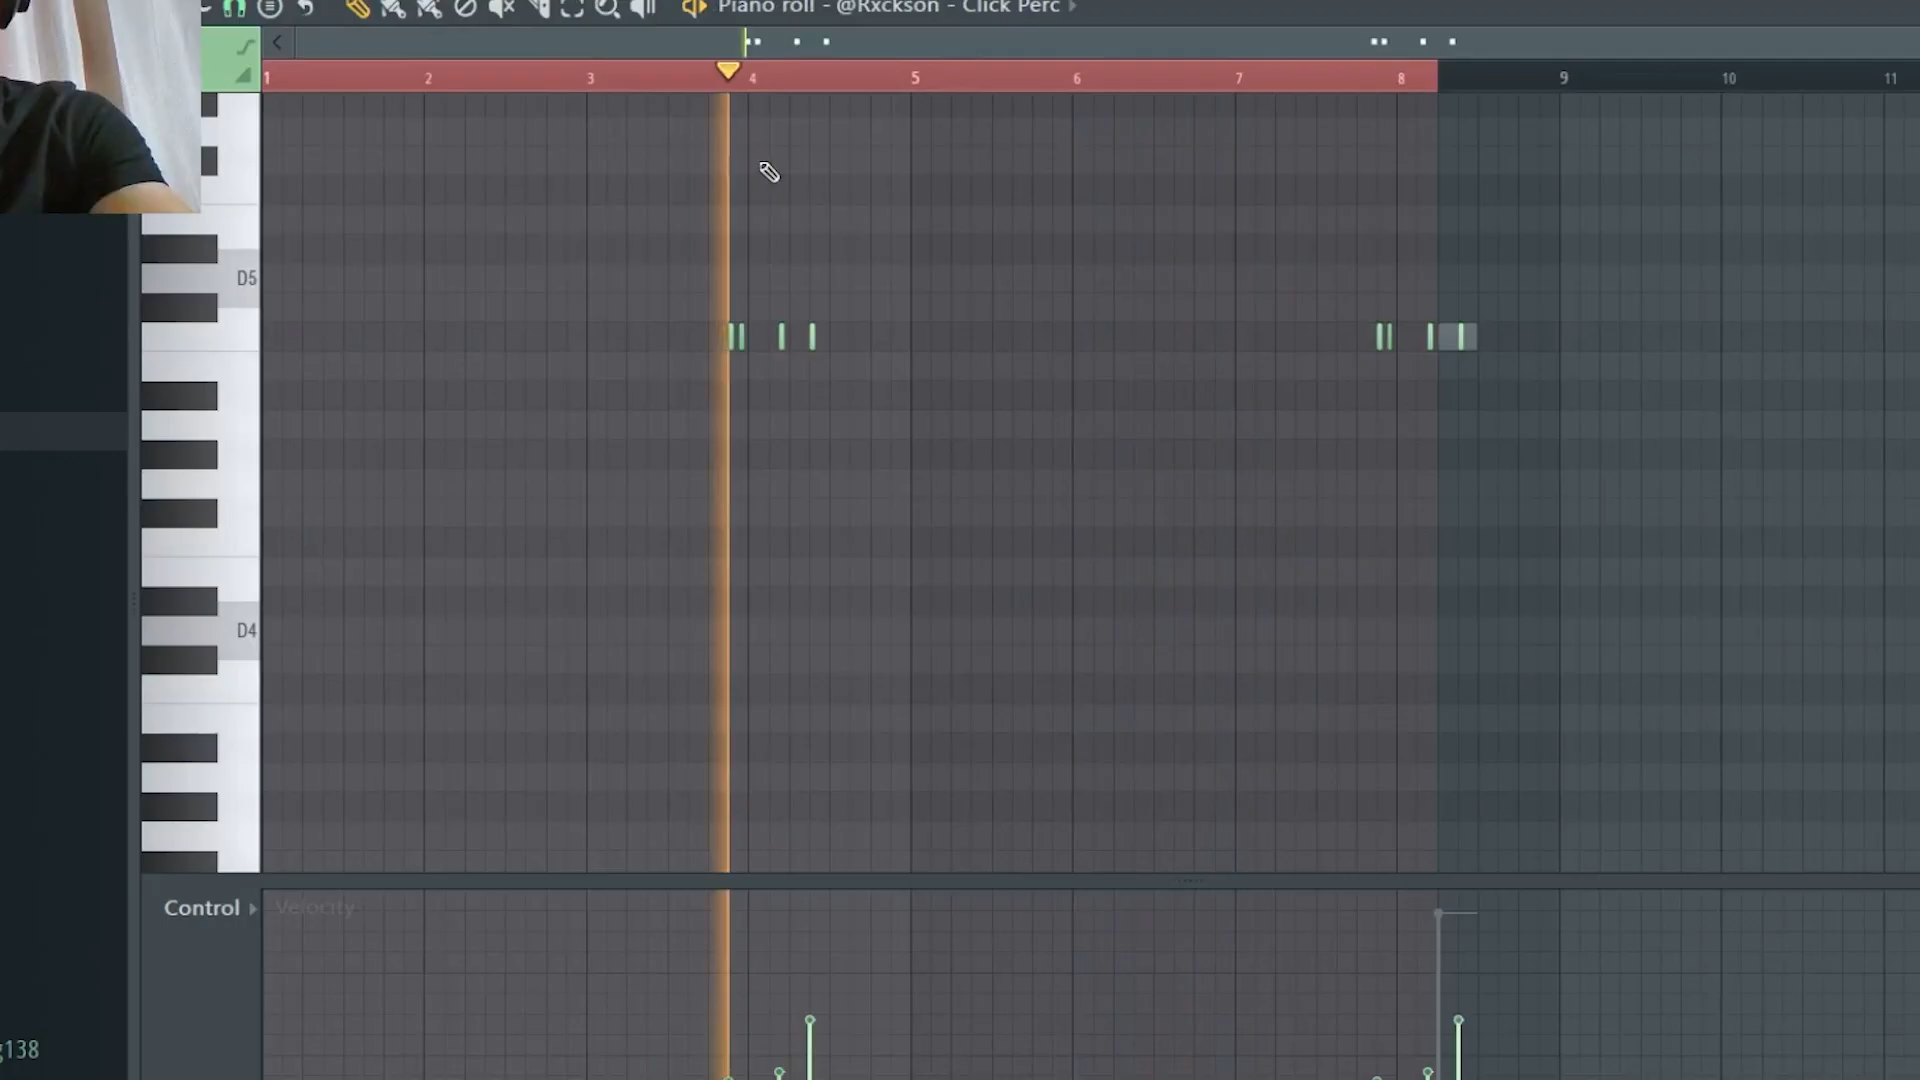 Piano roll - @Rxckson - Click Perc
1 2 3 4 5 6 7 8 9 10 11
D5
D4
Control Velocity
g138